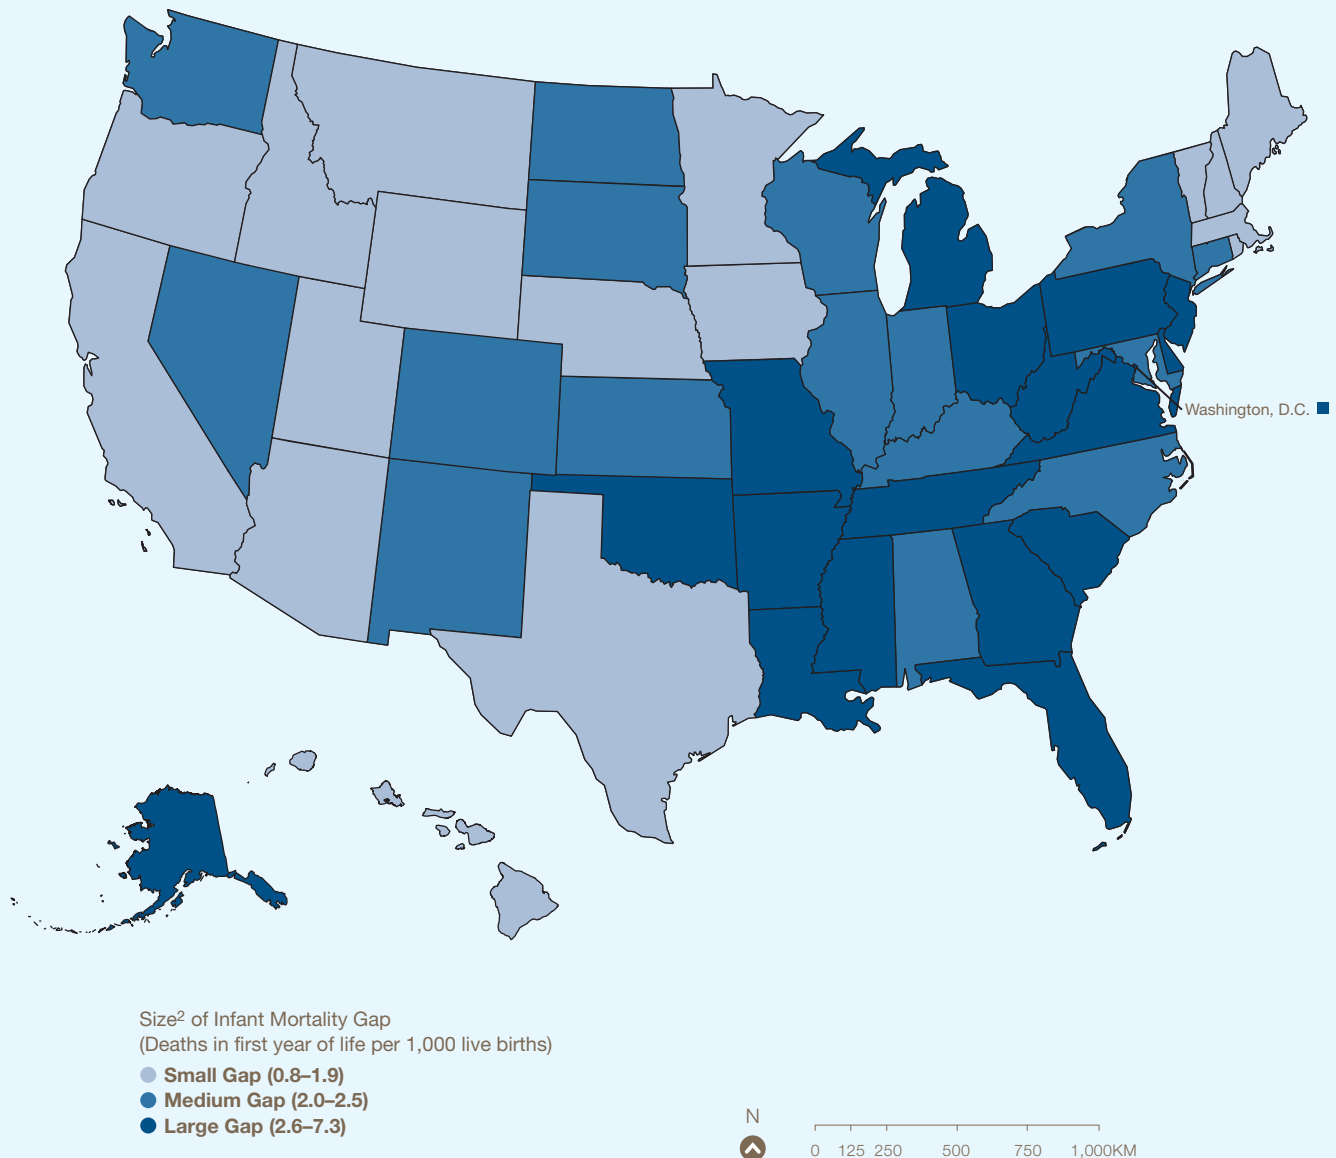 Washington, D.C.
Size² of Infant Mortality Gap
(Deaths in first year of life per 1,000 live births)
Small Gap (0.8–1.9)
Medium Gap (2.0–2.5)
Large Gap (2.6–7.3)
N
0 125 250 500 750 1,000KM